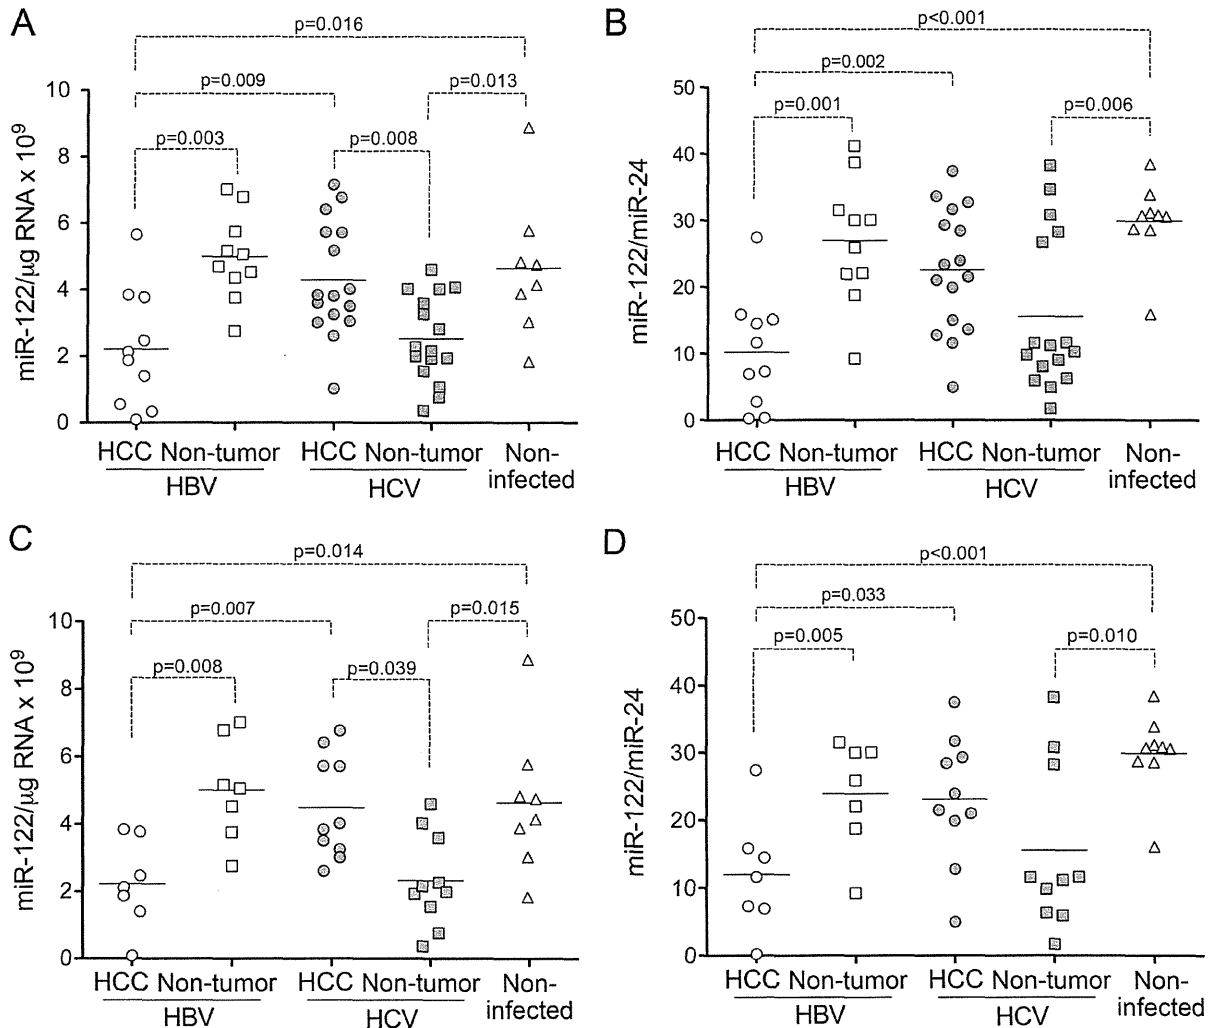 A
p=0.016
p=0.009
p=0.013
p=0.003
p=0.008
10
8
6
4
2
0
miR-122/μg RNA x 10⁹
HCC Non-tumor HCC Non-tumor Non-infected
HBV HCV
B
p<0.001
p=0.002
p=0.001
p=0.006
50
40
30
20
10
0
miR-122/miR-24
HCC Non-tumor HCC Non-tumor Non-infected
HBV HCV
C
p=0.014
p=0.007
p=0.015
p=0.008
p=0.039
10
8
6
4
2
0
miR-122/μg RNA x 10⁹
HCC Non-tumor HCC Non-tumor Non-infected
HBV HCV
D
p<0.001
p=0.033
p=0.005
p=0.010
50
40
30
20
10
0
miR-122/miR-24
HCC Non-tumor HCC Non-tumor Non-infected
HBV HCV